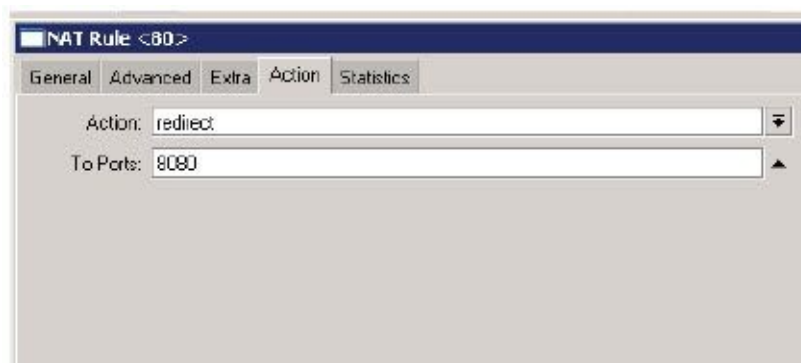 NAT Rule <80>
General Advanced Extra Action Statistics
Action: redirect
To Ports: 8080